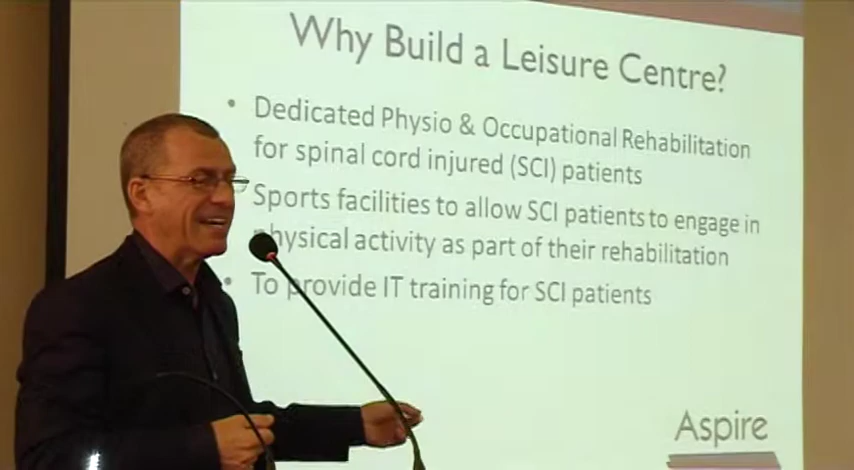 Why Build a Leisure Centre?
• Dedicated Physio & Occupational Rehabilitation
for spinal cord injured (SCI) patients
Sports facilities to allow SCI patients to engage in
physical activity as part of their rehabilitation
• To provide IT training for SCI patients
Aspire